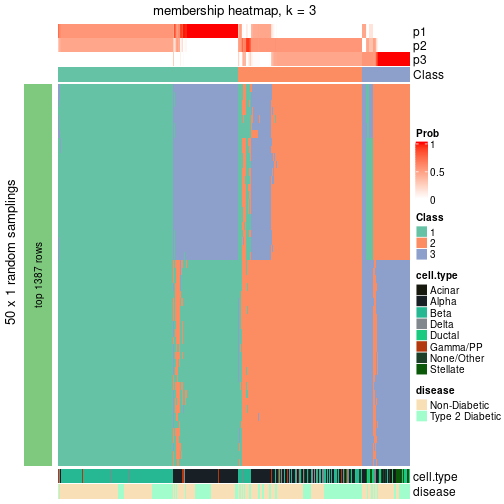 membership heatmap, k = 3
p1
p2
p3
Class
50 x 1 random samplings
top 1387 rows
Prob
1
0.5
0
Class
1
2
3
cell.type
Acinar
Alpha
Beta
Delta
Ductal
Gamma/PP
None/Other
Stellate
disease
Non-Diabetic
Type 2 Diabetic
cell.type
disease